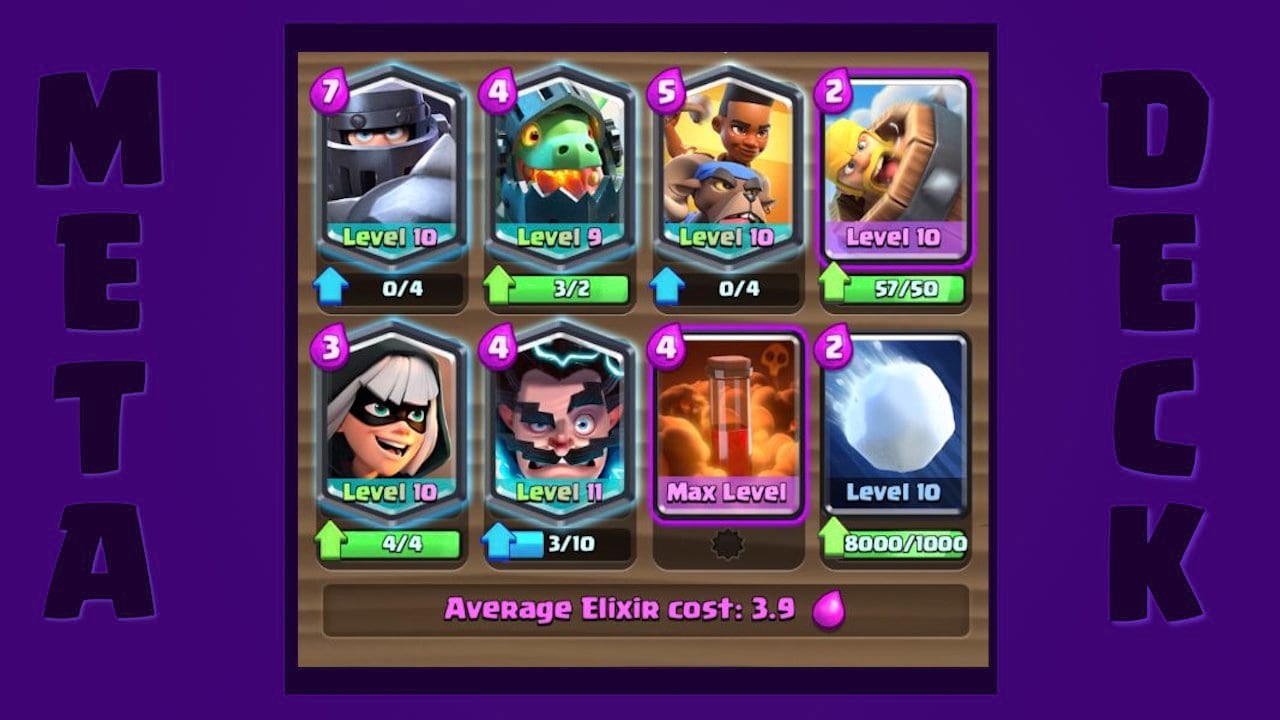 META
DECK
7 4 5 2
Level 10 Level 9 Level 10 Level 10
0/4 3/2 0/4 57/50
3 4 4 2
Level 10 Level 11 Max Level Level 10
4/4 3/10 8000/1000
Average Elixir cost: 3.9